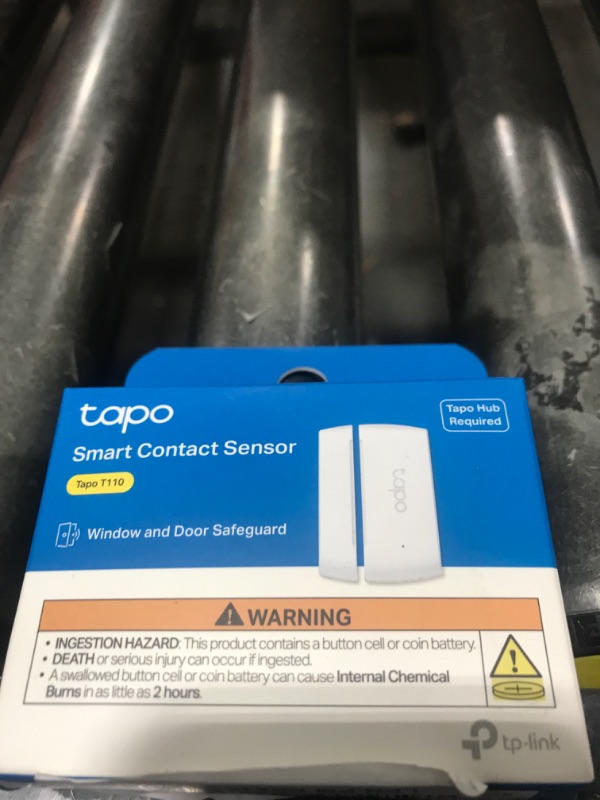 tapo
Tapo Hub
Required
Smart Contact Sensor
Tapo T110
tapo
Window and Door Safeguard
WARNING
• INGESTION HAZARD: This product contains a button cell or coin battery.
• DEATH or serious injury can occur if ingested.
• A swallowed button cell or coin battery can cause Internal Chemical
Burns in as little as 2 hours.
tp-link